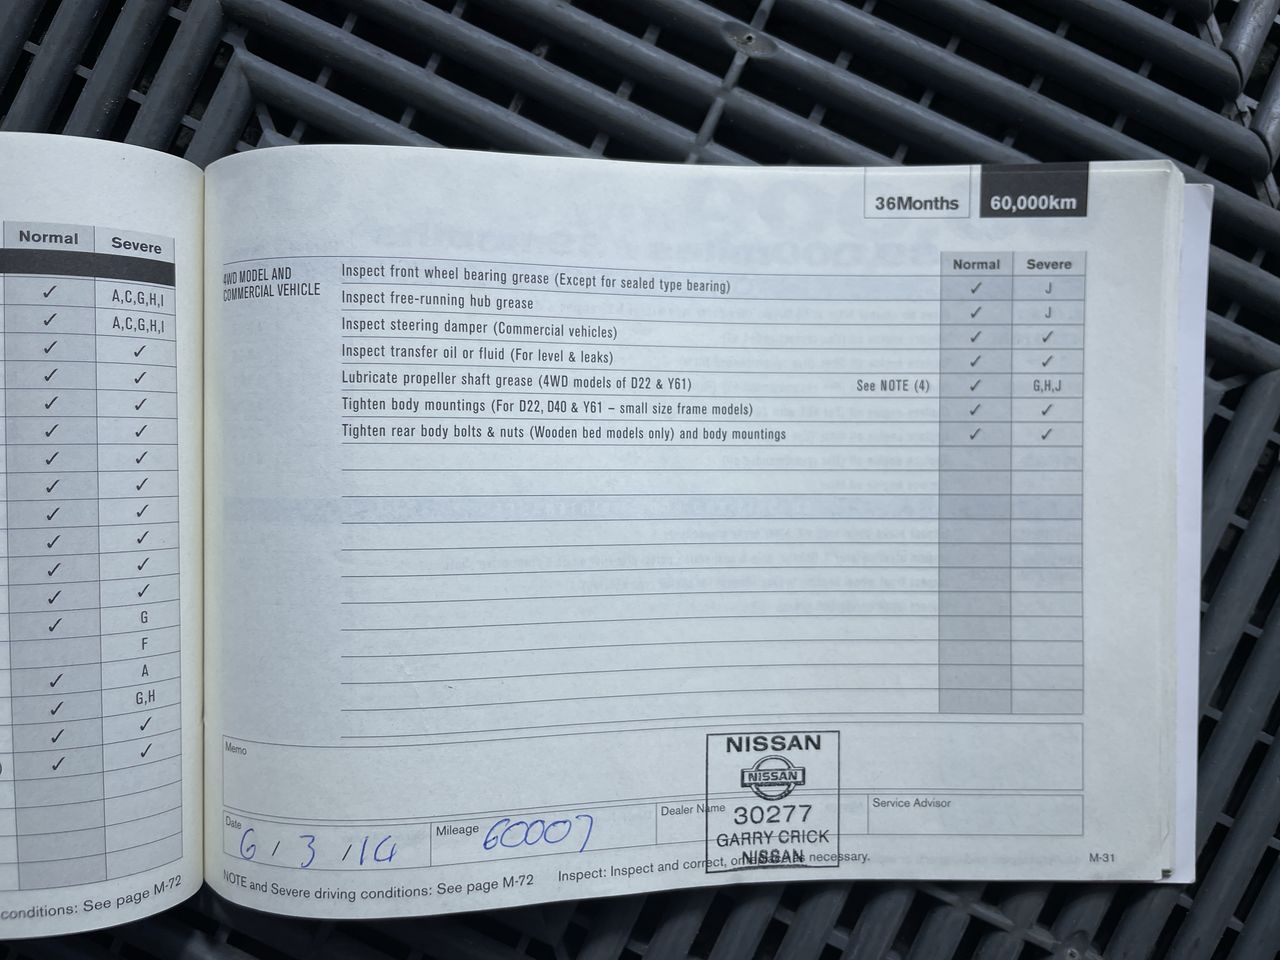 Normal Severe
✓ A,C,G,H,I
✓ A,C,G,H,I
✓ ✓
✓ ✓
✓ ✓
✓ ✓
✓ ✓
✓ ✓
✓ ✓
✓ ✓
✓ ✓
✓ ✓
✓ G
F
✓ A
✓ G,H
✓ ✓
✓ ✓
conditions: See page M-72
36Months 60,000km
Normal Severe
4WD MODEL AND
COMMERCIAL VEHICLE
Inspect front wheel bearing grease (Except for sealed type bearing) ✓ J
Inspect free-running hub grease ✓ J
Inspect steering damper (Commercial vehicles) ✓ ✓
Inspect transfer oil or fluid (For level & leaks) ✓ ✓
Lubricate propeller shaft grease (4WD models of D22 & Y61) See NOTE (4) ✓ G,H,J
Tighten body mountings (For D22, D40 & Y61 – small size frame models) ✓ ✓
Tighten rear body bolts & nuts (Wooden bed models only) and body mountings ✓ ✓
Memo
Date 6 / 3 / 14
Mileage 60007
Dealer Name
NISSAN
NISSAN
30277
GARRY CRICK
NISSAN
Service Advisor
NOTE and Severe driving conditions: See page M-72
Inspect: Inspect and correct, or replace as necessary.
M-31